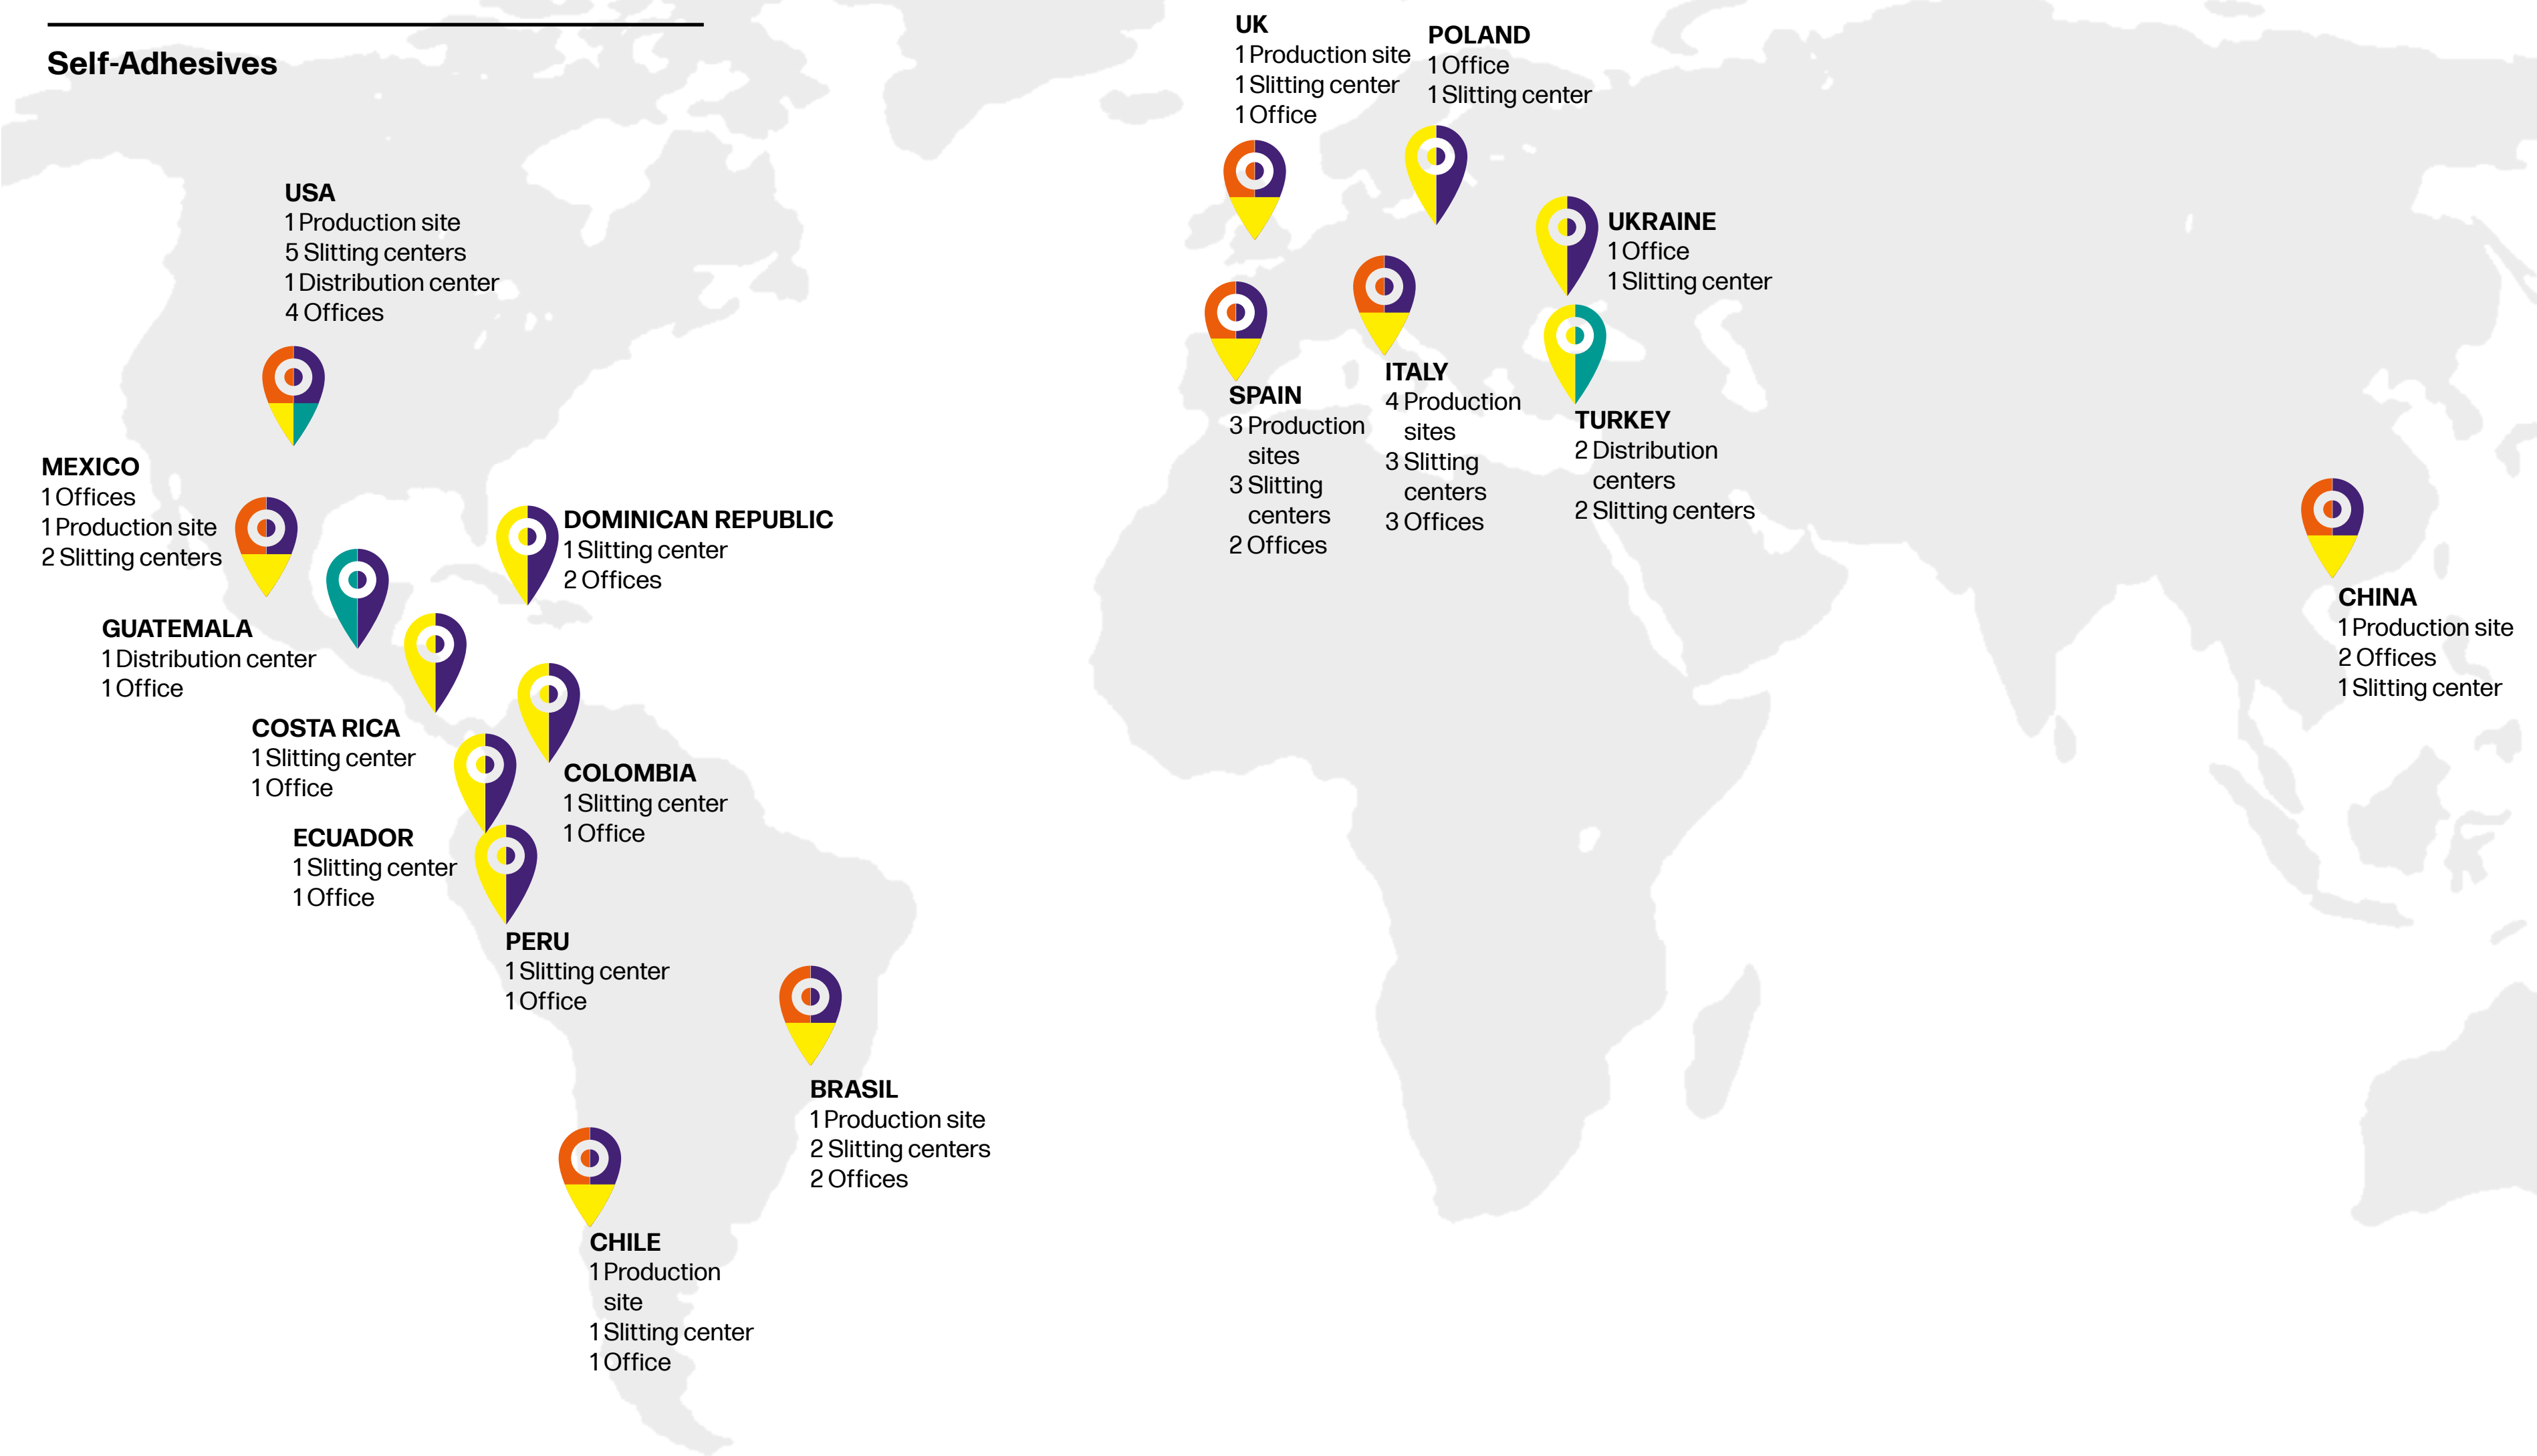 Self-Adhesives
UK
1 Production site
1 Slitting center
1 Office
POLAND
1 Office
1 Slitting center
USA
1 Production site
5 Slitting centers
1 Distribution center
4 Offices
UKRAINE
1 Office
1 Slitting center
SPAIN
3 Production
sites
3 Slitting
centers
2 Offices
ITALY
4 Production
sites
3 Slitting
centers
3 Offices
TURKEY
2 Distribution
centers
2 Slitting centers
MEXICO
1 Offices
1 Production site
2 Slitting centers
DOMINICAN REPUBLIC
1 Slitting center
2 Offices
CHINA
1 Production site
2 Offices
1 Slitting center
GUATEMALA
1 Distribution center
1 Office
COSTA RICA
1 Slitting center
1 Office
COLOMBIA
1 Slitting center
1 Office
ECUADOR
1 Slitting center
1 Office
PERU
1 Slitting center
1 Office
BRASIL
1 Production site
2 Slitting centers
2 Offices
CHILE
1 Production
site
1 Slitting center
1 Office